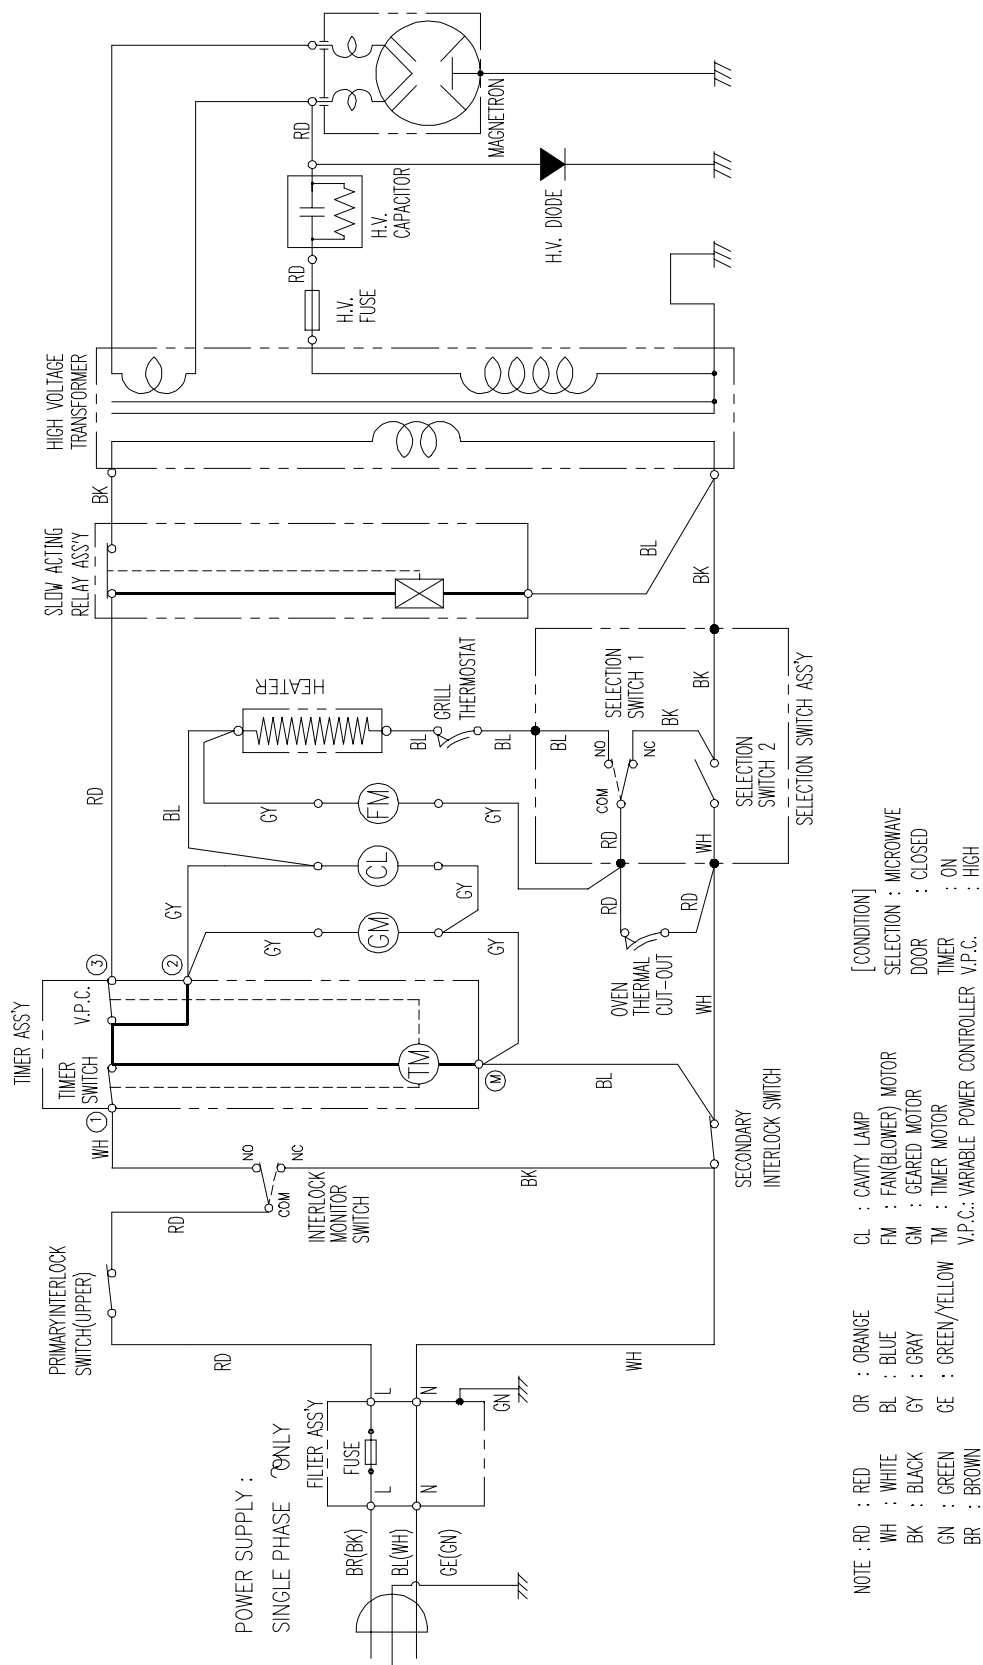 POWER SUPPLY :
SINGLE PHASE ~ ONLY
BR(BK)
BL(WH)
GE(GN)
FILTER ASS'Y
FUSE
L
N
L
N
GN
RD
WH
PRIMARY INTERLOCK
SWITCH(UPPER)
RD
COM
NO
NC
INTERLOCK
MONITOR
SWITCH
WH
BK
SECONDARY
INTERLOCK SWITCH
TIMER ASS'Y
TIMER
SWITCH
V.P.C.
1
2
3
TM
M
BL
WH
GY
GY
GM
GY
CL
GY
BL
RD
GY
FM
GY
HEATER
BL
GRILL
THERMOSTAT
BL
BL
OVEN
THERMAL
CUT-OUT
RD
RD
RD
WH
COM
NO
NC
SELECTION
SWITCH 1
BK
BK
SELECTION
SWITCH 2
SELECTION SWITCH ASS'Y
SLOW ACTING
RELAY ASS'Y
BK
BL
BK
HIGH VOLTAGE
TRANSFORMER
H.V.
FUSE
RD
H.V.
CAPACITOR
RD
H.V. DIODE
MAGNETRON
NOTE : RD : RED
WH : WHITE
BK : BLACK
GN : GREEN
BR : BROWN
OR : ORANGE
BL : BLUE
GY : GRAY
GE : GREEN/YELLOW
CL : CAVITY LAMP
FM : FAN(BLOWER) MOTOR
GM : GEARED MOTOR
TM : TIMER MOTOR
V.P.C.: VARIABLE POWER CONTROLLER
[CONDITION]
SELECTION : MICROWAVE
DOOR : CLOSED
TIMER : ON
V.P.C. : HIGH